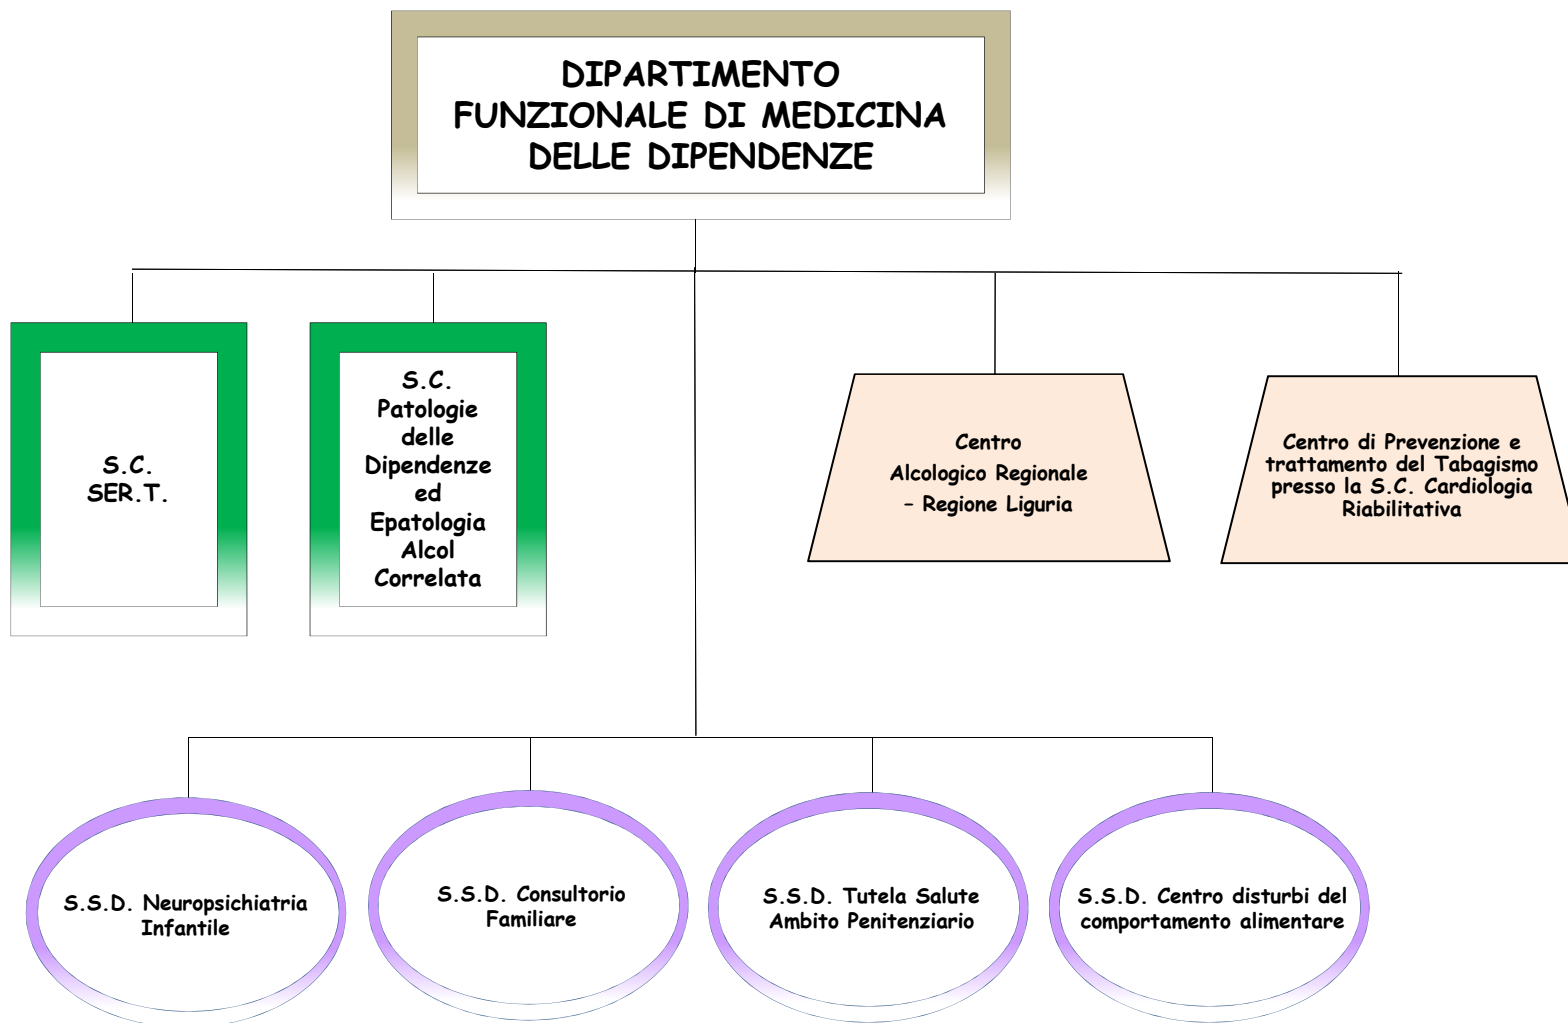 DIPARTIMENTO
FUNZIONALE DI MEDICINA
DELLE DIPENDENZE
S.C.
SER.T.
S.C.
Patologie
delle
Dipendenze
ed
Epatologia
Alcol
Correlata
Centro
Alcologico Regionale
– Regione Liguria
Centro di Prevenzione e
trattamento del Tabagismo
presso la S.C. Cardiologia
Riabilitativa
S.S.D. Neuropsichiatria
Infantile
S.S.D. Consultorio
Familiare
S.S.D. Tutela Salute
Ambito Penitenziario
S.S.D. Centro disturbi del
comportamento alimentare